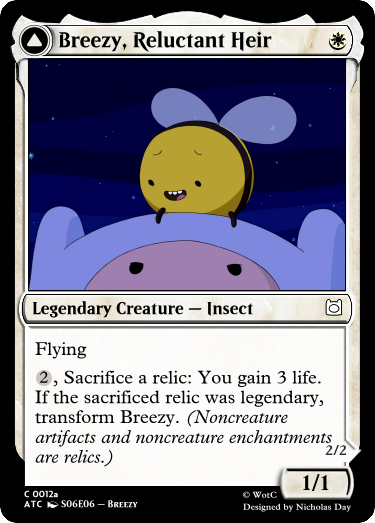 Breezy, Reluctant Heir
Legendary Creature — Insect
Flying
2, Sacrifice a relic: You gain 3 life.
If the sacrificed relic was legendary,
transform Breezy. (Noncreature
artifacts and noncreature enchantments
are relics.)
2/2
1/1
C 0012a
ATC S06E06 – Breezy
© WotC
Designed by Nicholas Day